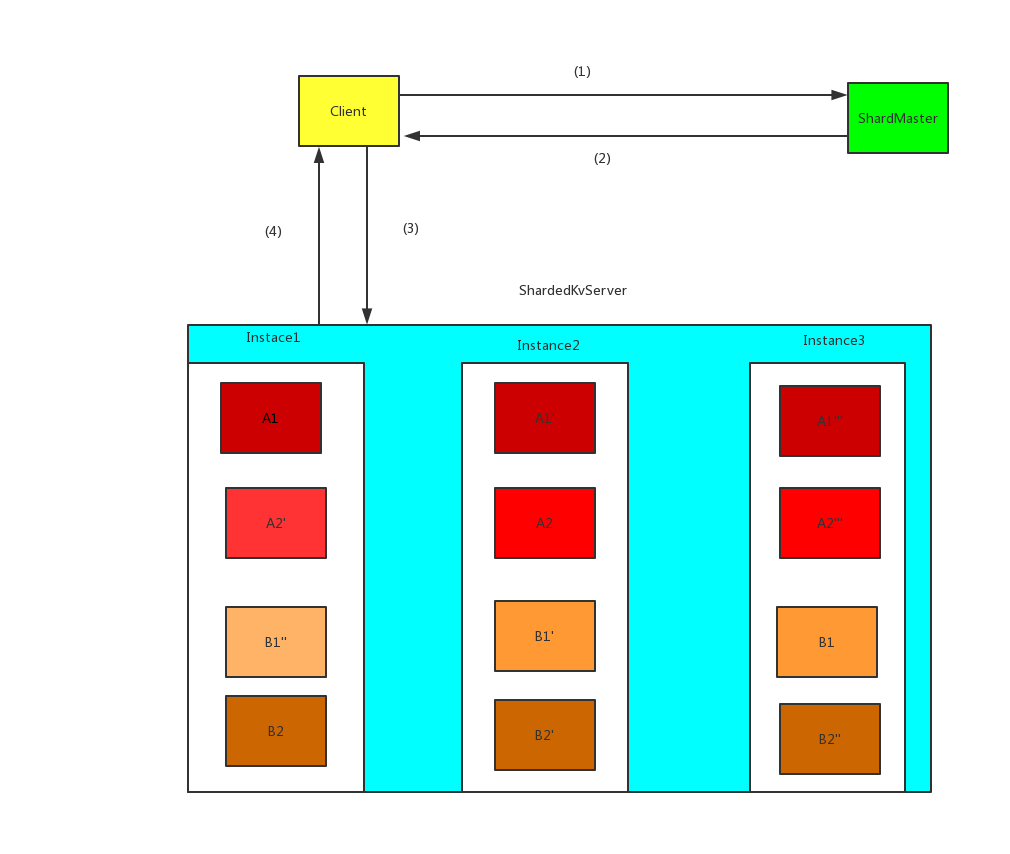 (1)
Client
ShardMaster
(2)
(4)
(3)
ShardedKvServer
Instace1
Instance2
Instance3
A1
A1'
A1''
A2'
A2
A2''
B1''
B1'
B1
B2
B2'
B2''